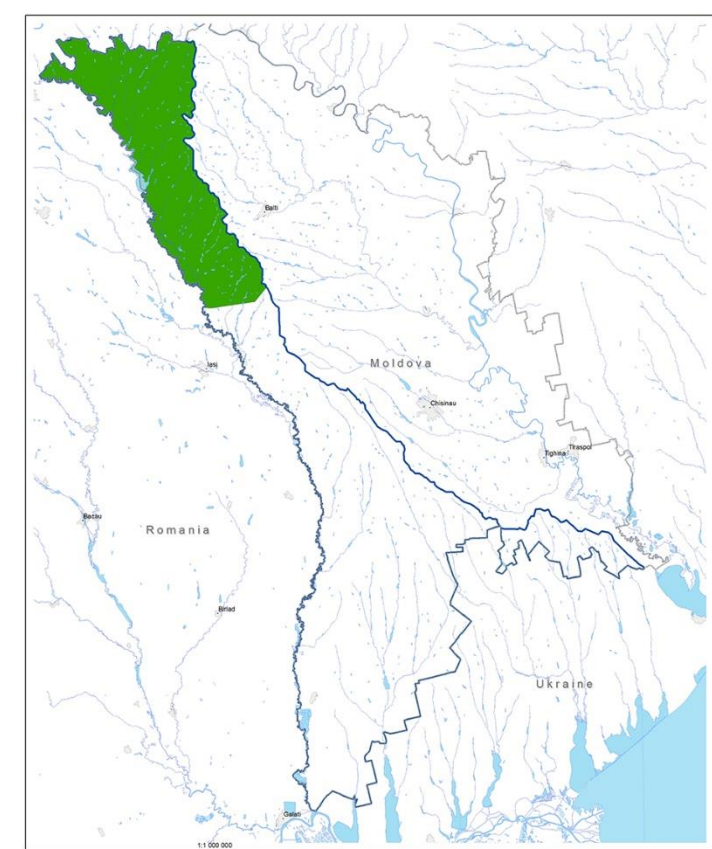 Balti
Iasi
Moldova
Chisinau
Tighina
Tiraspol
Bacau
Romania
Birlad
Ukraine
Galati
1:1 000 000